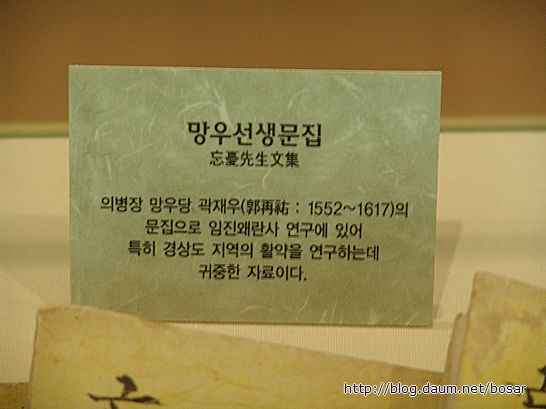 망우선생문집
忘憂先生文集
의병장 망우당 곽재우(郭再祐 : 1552~1617)의
문집으로 임진왜란사 연구에 있어
특히 경상도 지역의 활약을 연구하는데
귀중한 자료이다.
http://blog.daum.net/bosar